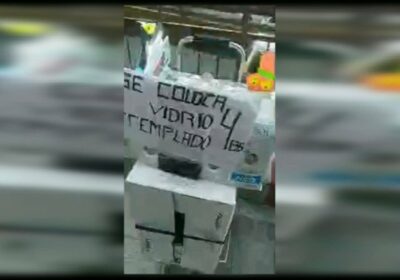 SE COLOCA
VIDRIO 4
TEMPLADO BS